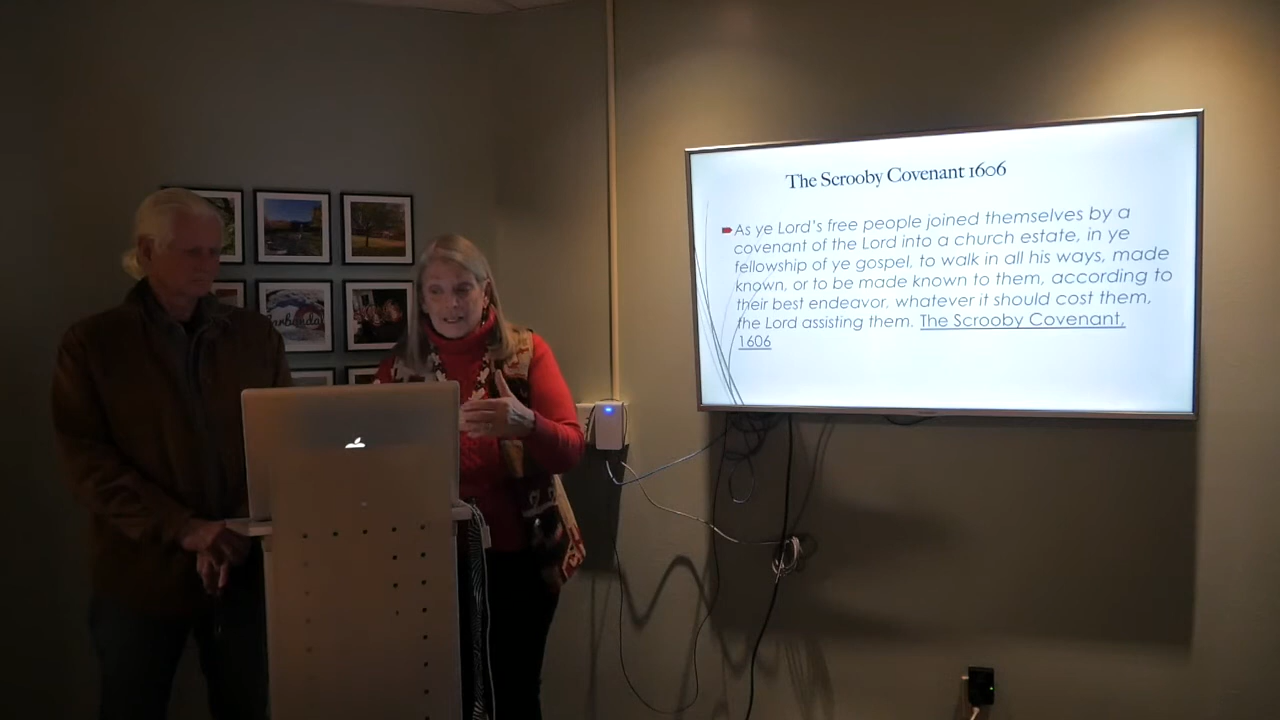 The Scrooby Covenant 1606
As ye Lord's free people joined themselves by a
covenant of the Lord into a church estate, in ye
fellowship of ye gospel, to walk in all his ways, made
known, or to be made known to them, according to
their best endeavor, whatever it should cost them,
the Lord assisting them. The Scrooby Covenant,
1606